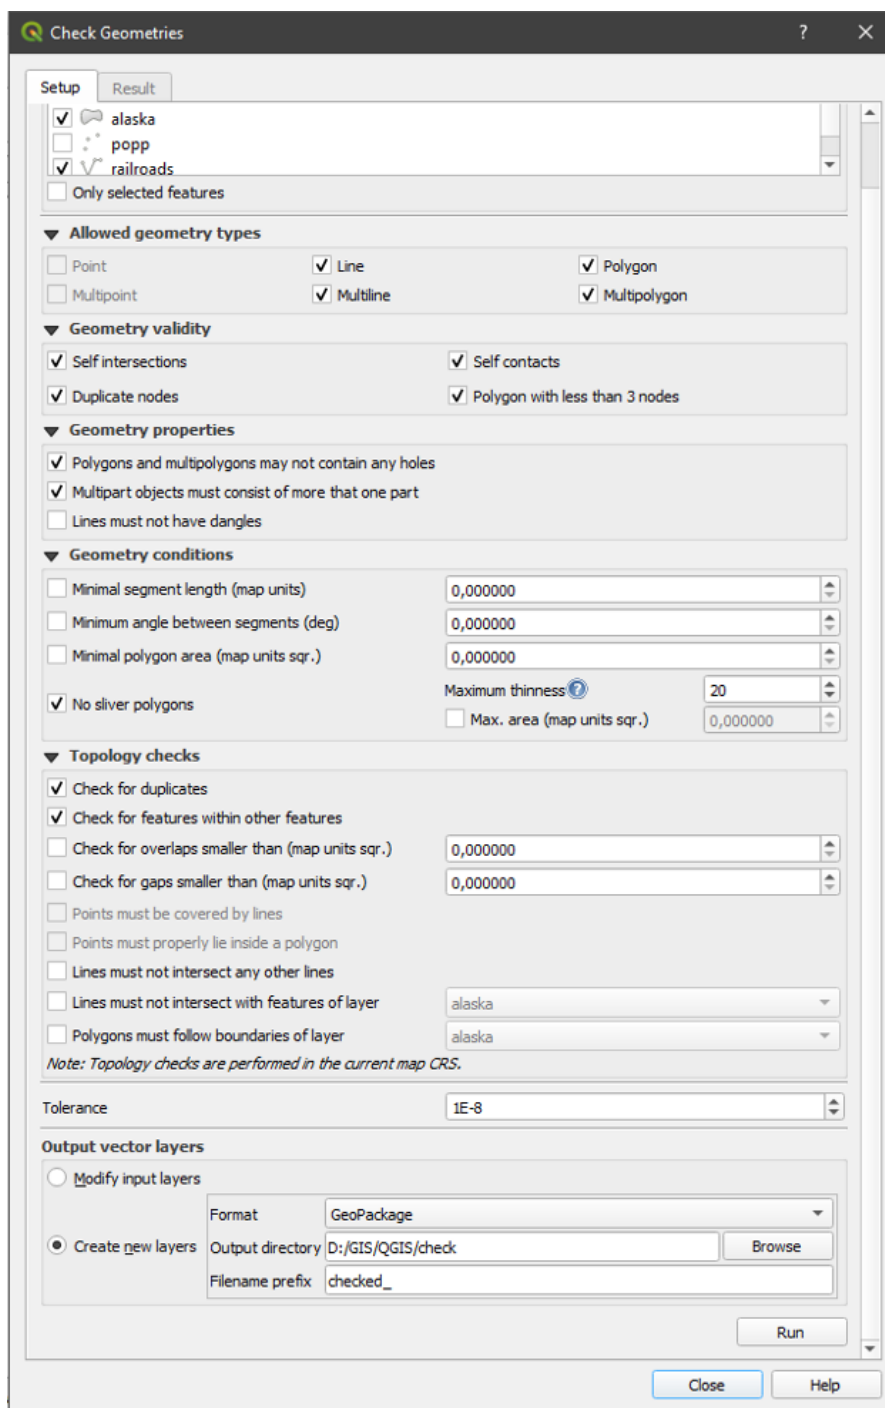 Check Geometries ?
Setup Result
alaska
popp
railroads
Only selected features
Allowed geometry types
Point Line Polygon
Multipoint Multiline Multipolygon
Geometry validity
Self intersections Self contacts
Duplicate nodes Polygon with less than 3 nodes
Geometry properties
Polygons and multipolygons may not contain any holes
Multipart objects must consist of more that one part
Lines must not have dangles
Geometry conditions
Minimal segment length (map units) 0,000000
Minimum angle between segments (deg) 0,000000
Minimal polygon area (map units sqr.) 0,000000
No sliver polygons Maximum thinness ? 20
Max. area (map units sqr.) 0,000000
Topology checks
Check for duplicates
Check for features within other features
Check for overlaps smaller than (map units sqr.) 0,000000
Check for gaps smaller than (map units sqr.) 0,000000
Points must be covered by lines
Points must properly lie inside a polygon
Lines must not intersect any other lines
Lines must not intersect with features of layer alaska
Polygons must follow boundaries of layer alaska
Note: Topology checks are performed in the current map CRS.
Tolerance 1E-8
Output vector layers
Modify input layers
Format GeoPackage
Create new layers Output directory D:/GIS/QGIS/check Browse
Filename prefix checked_
Run
Close Help